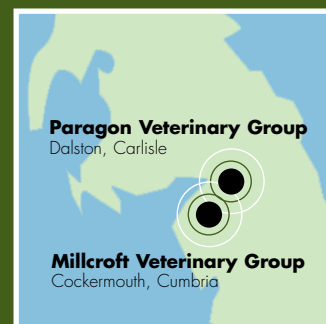 Paragon Veterinary Group
Dalston, Carlisle
Millcroft Veterinary Group
Cockermouth, Cumbria